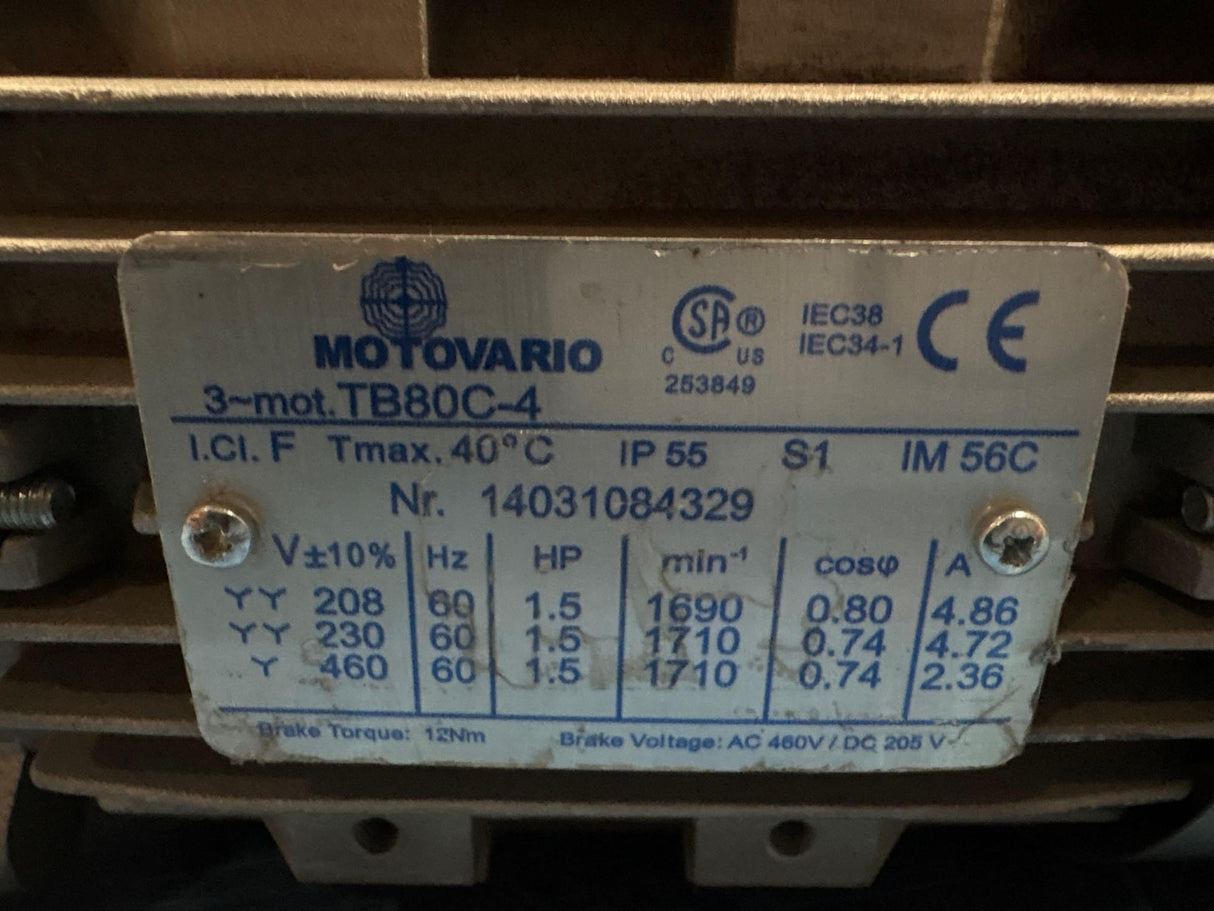 MOTOVARIO
3~mot.TB80C-4
CSA®
C US
253849
IEC38
IEC34-1
CE
I.Cl. F Tmax. 40°C IP 55 S1 IM 56C
Nr. 14031084329
V±10% Hz HP min⁻¹ cosφ A
YY 208 60 1.5 1690 0.80 4.86
YY 230 60 1.5 1710 0.74 4.72
Y 460 60 1.5 1710 0.74 2.36
Brake Torque: 12Nm Brake Voltage: AC 460V / DC 205 V